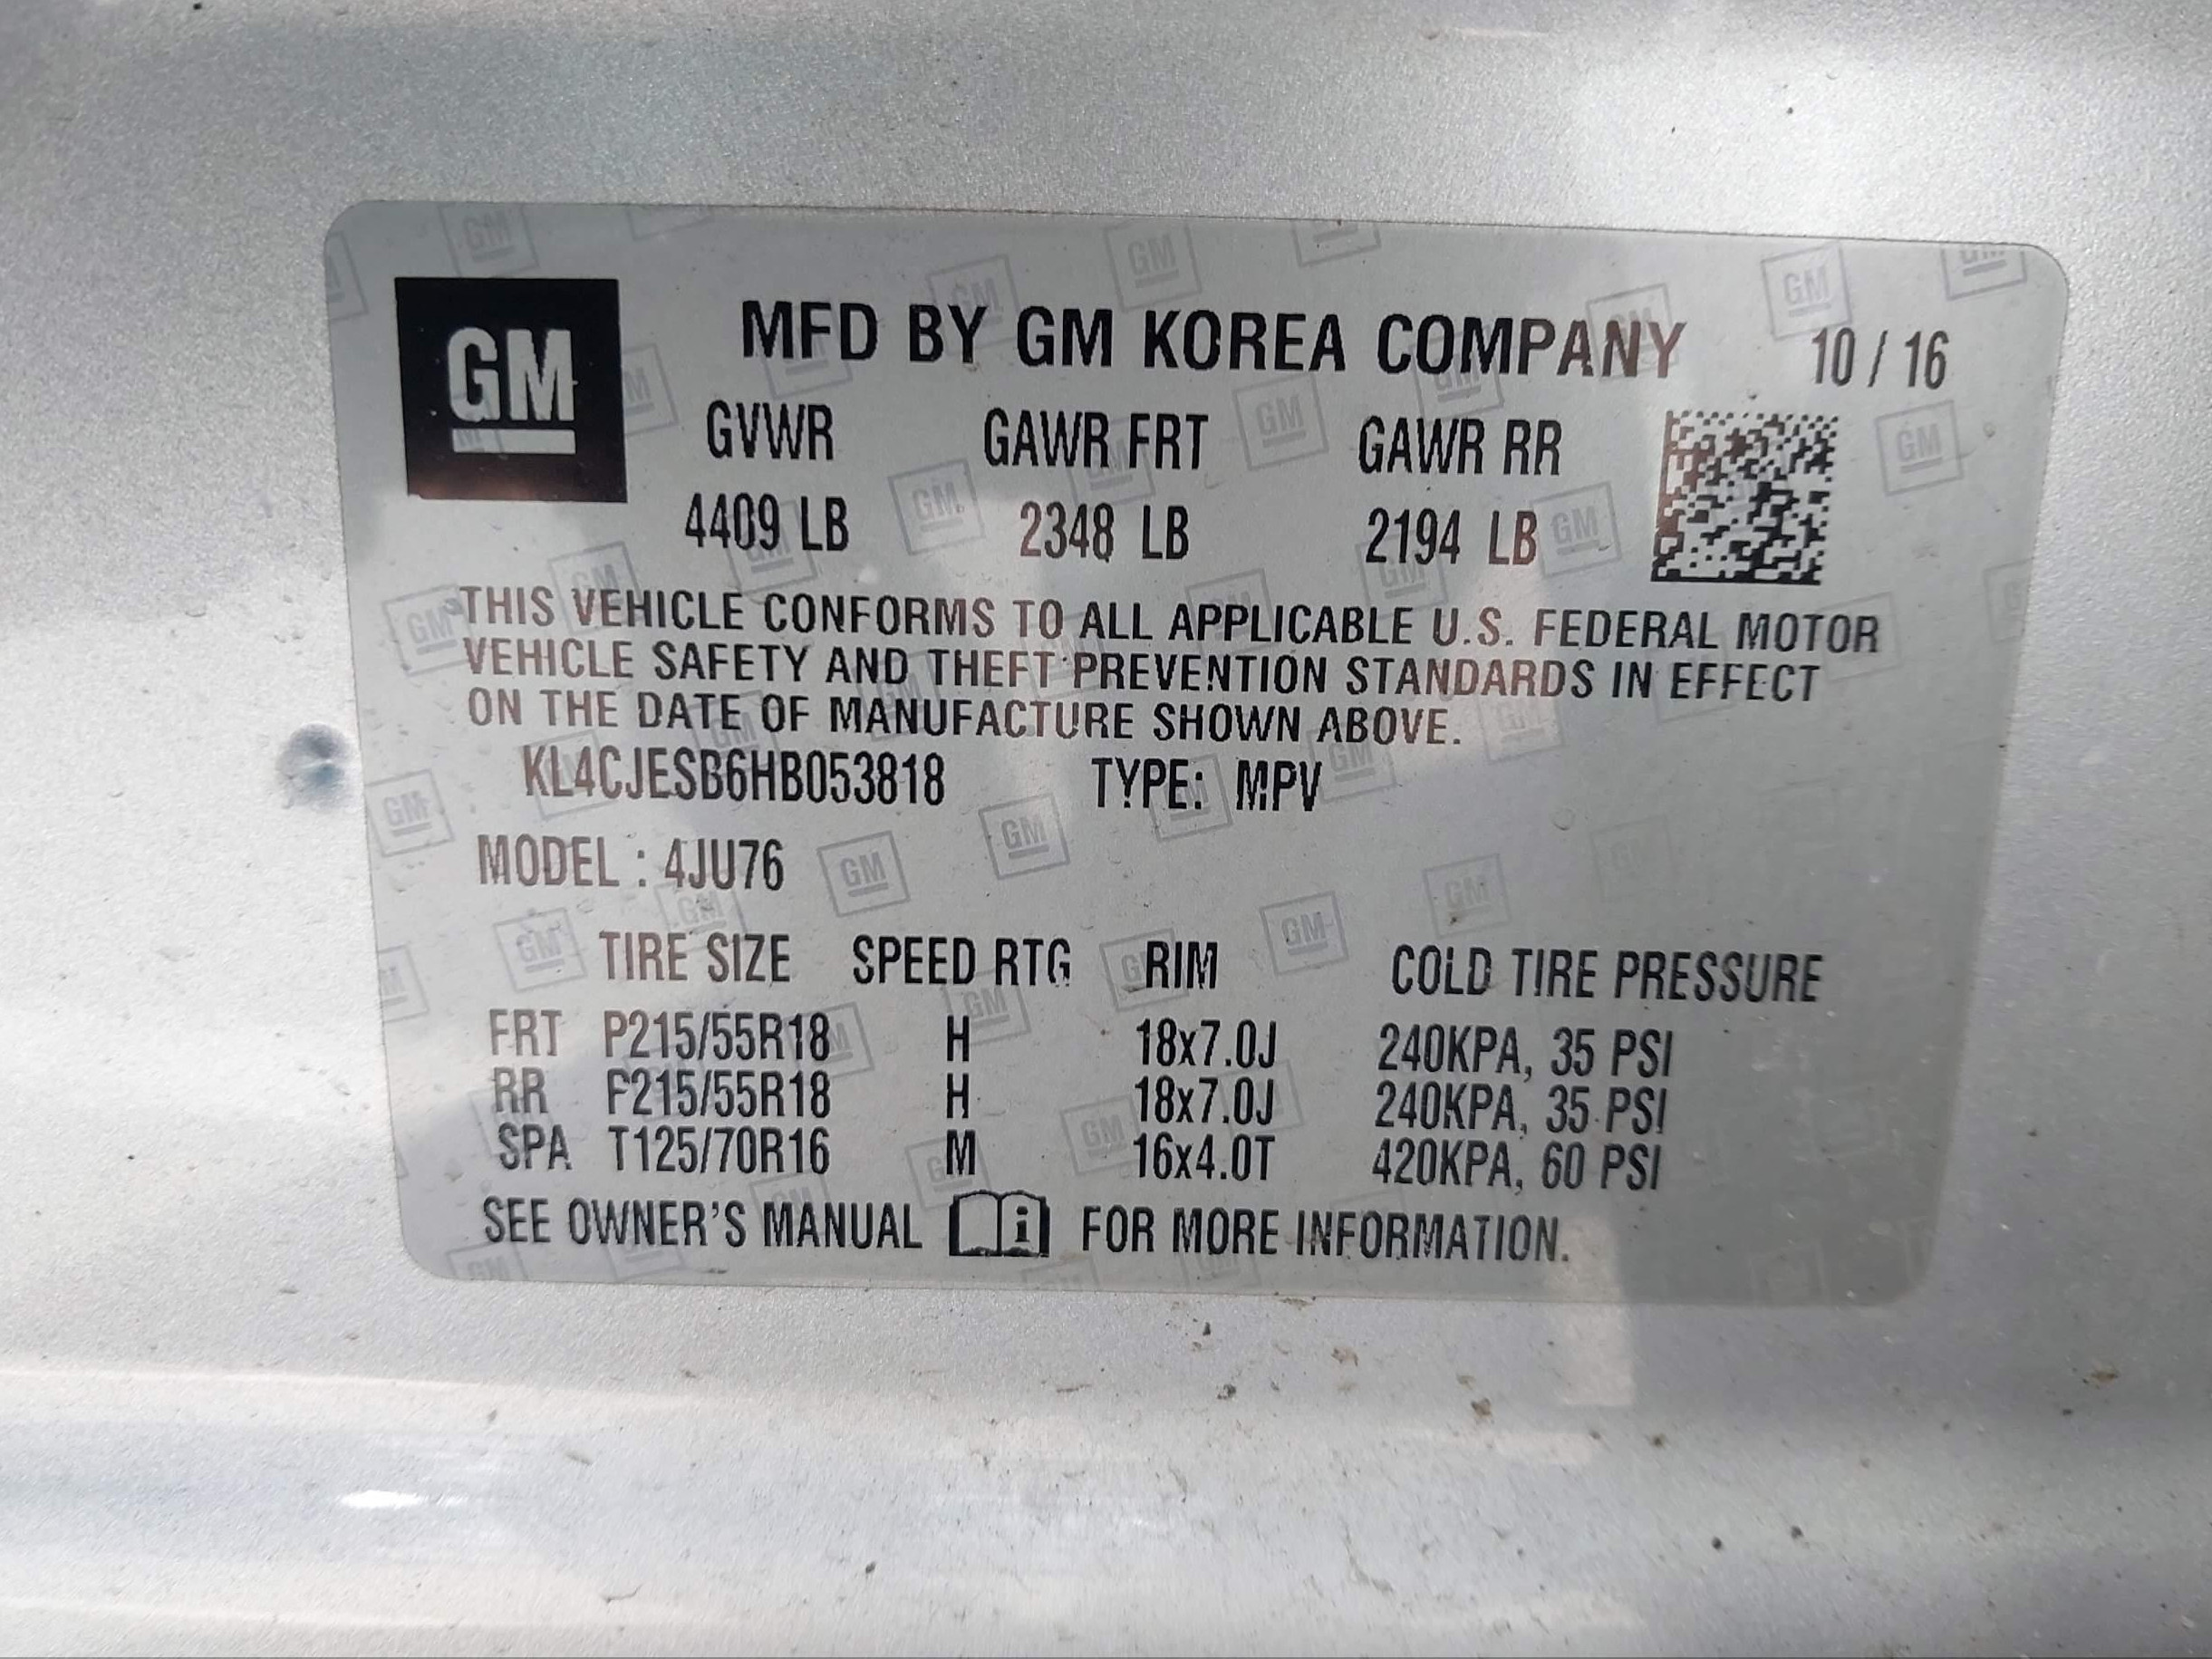 GM
MFD BY GM KOREA COMPANY 10 / 16
GVWR GAWR FRT GAWR RR
4409 LB 2348 LB 2194 LB
THIS VEHICLE CONFORMS TO ALL APPLICABLE U.S. FEDERAL MOTOR
VEHICLE SAFETY AND THEFT PREVENTION STANDARDS IN EFFECT
ON THE DATE OF MANUFACTURE SHOWN ABOVE.
KL4CJESB6HB053818 TYPE: MPV
MODEL : 4JU76
TIRE SIZE SPEED RTG RIM COLD TIRE PRESSURE
FRT P215/55R18 H 18x7.0J 240KPA, 35 PSI
RR P215/55R18 H 18x7.0J 240KPA, 35 PSI
SPA T125/70R16 M 16x4.0T 420KPA, 60 PSI
SEE OWNER'S MANUAL i FOR MORE INFORMATION.